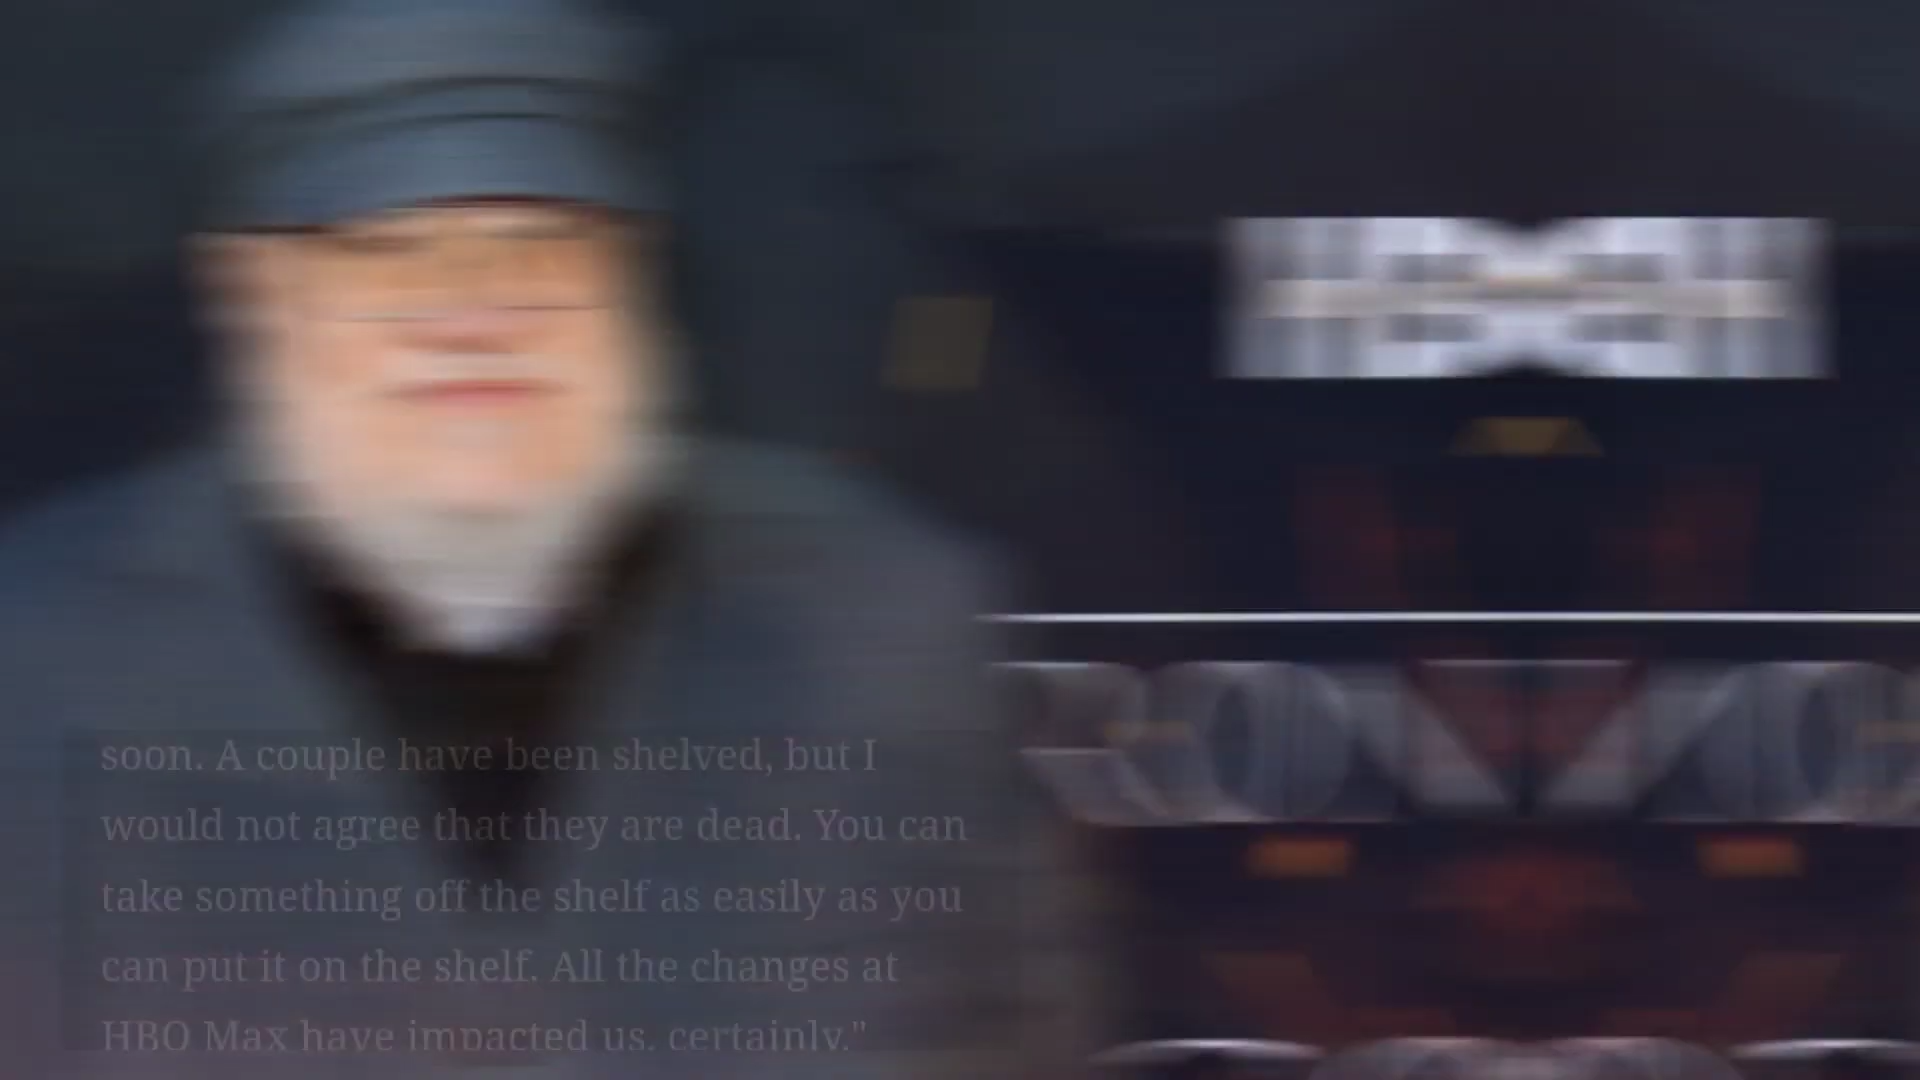 soon. A couple have been shelved, but I
would not agree that they are dead. You can
take something off the shelf as easily as you
can put it on the shelf. All the changes at
HBO Max have impacted us, certainly."